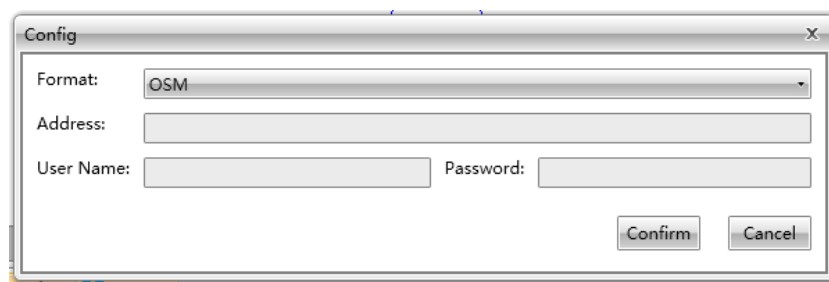 Config x
Format: OSM
Address:
User Name: Password:
Confirm Cancel